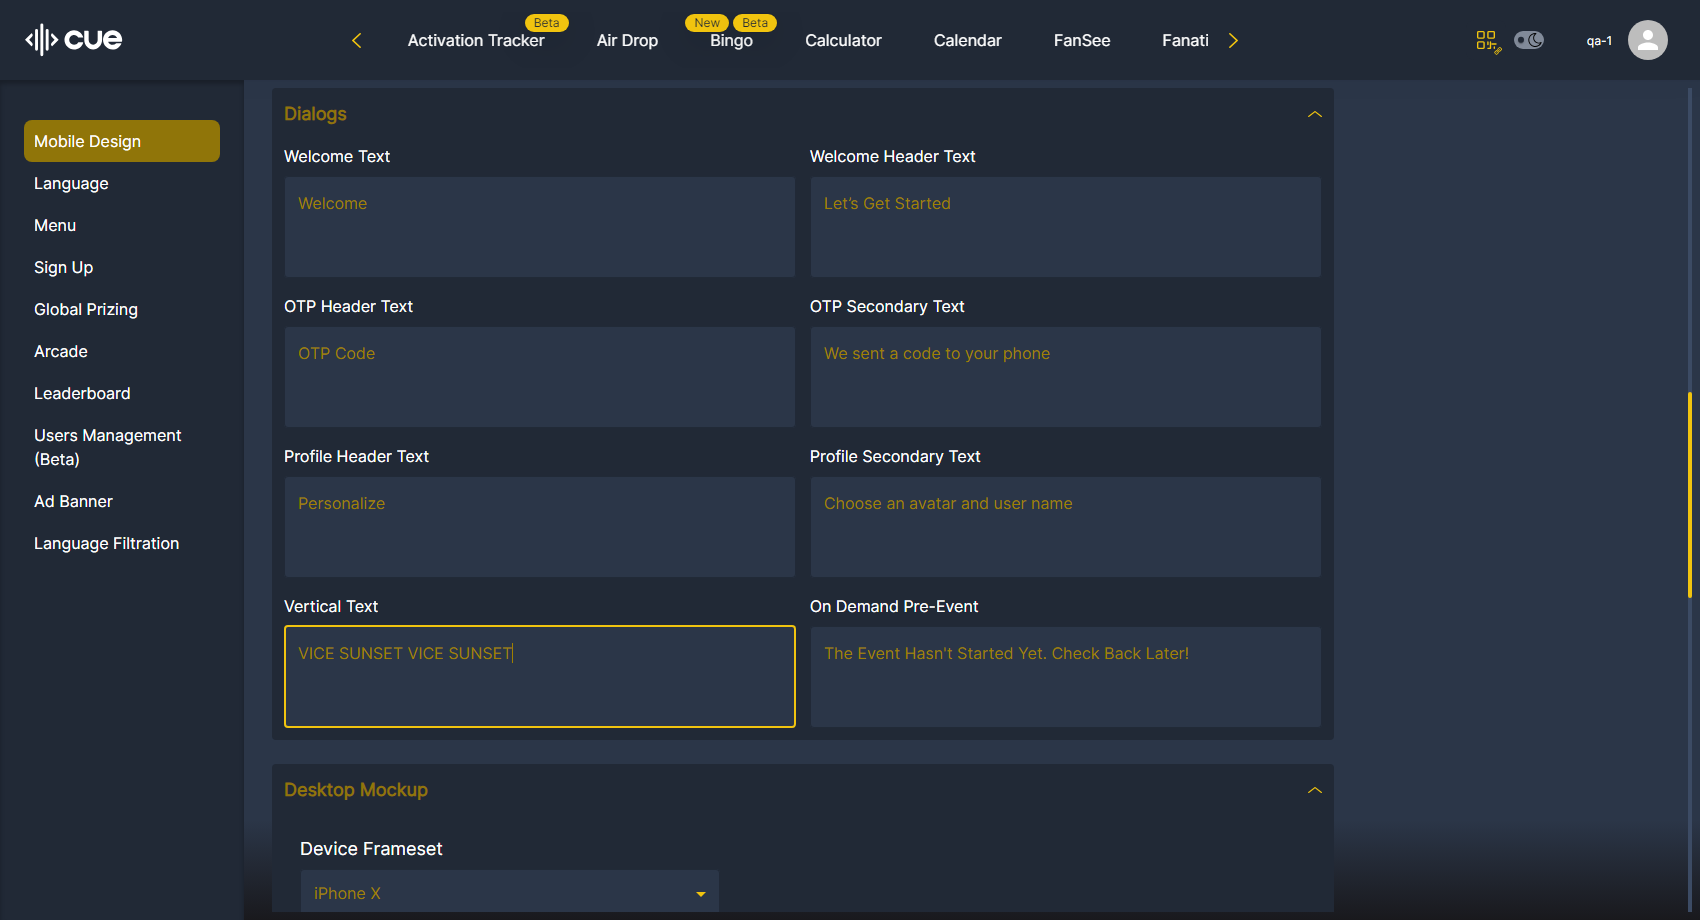 cue
Activation Tracker
Beta
Air Drop
Bingo
New
Beta
Calculator
Calendar
FanSee
Fanati
qa-1
Mobile Design
Language
Menu
Sign Up
Global Prizing
Arcade
Leaderboard
Users Management
(Beta)
Ad Banner
Language Filtration
Dialogs
Welcome Text
Welcome
Welcome Header Text
Let’s Get Started
OTP Header Text
OTP Code
OTP Secondary Text
We sent a code to your phone
Profile Header Text
Personalize
Profile Secondary Text
Choose an avatar and user name
Vertical Text
VICE SUNSET VICE SUNSET
On Demand Pre-Event
The Event Hasn't Started Yet. Check Back Later!
Desktop Mockup
Device Frameset
iPhone X